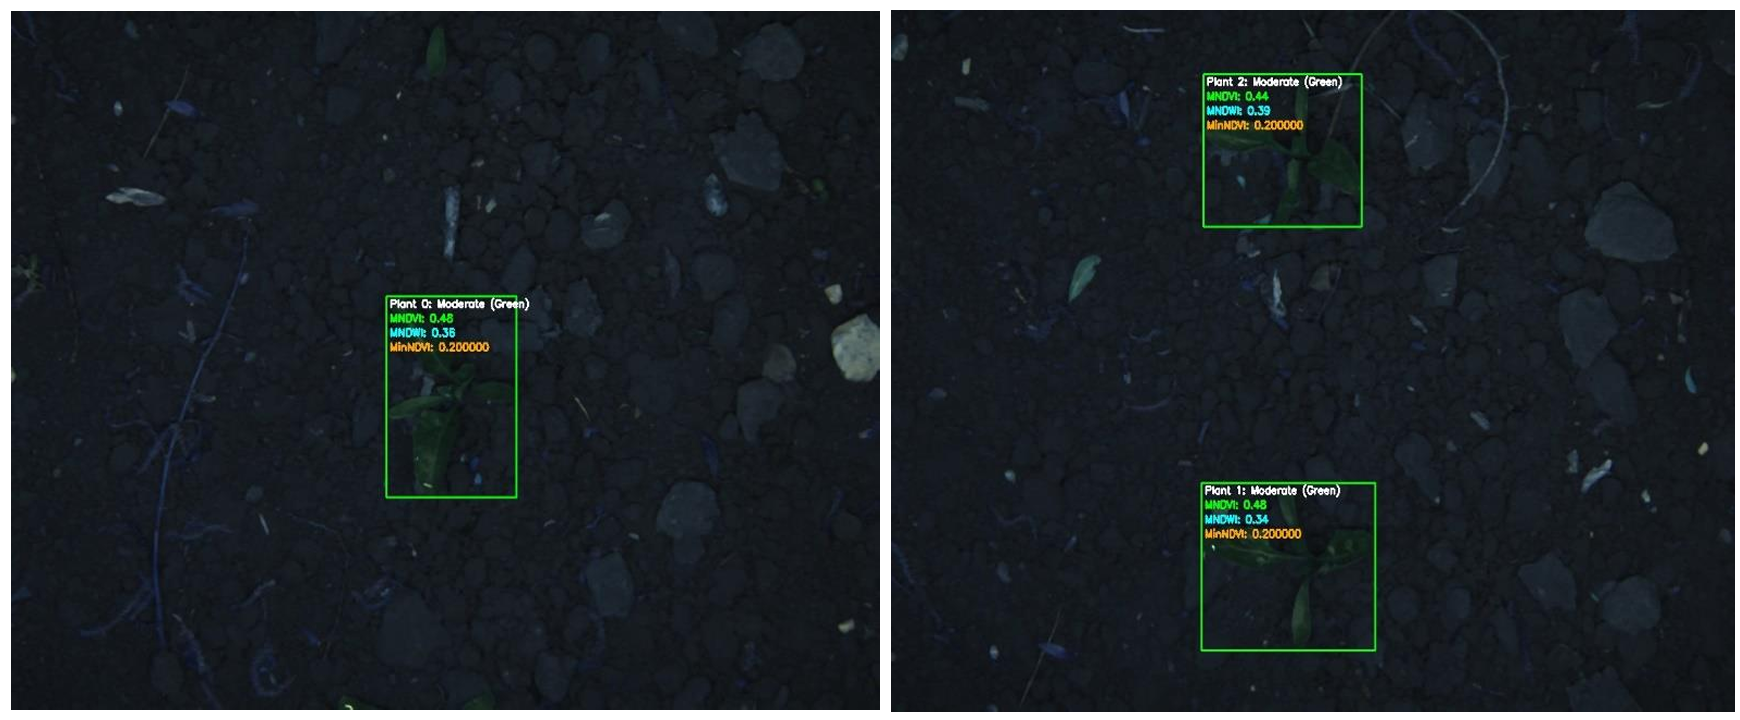 Plant 0: Moderate (Green)
MNDVI: 0.48
MNDWI: 0.36
MinNDVI: 0.200000
Plant 2: Moderate (Green)
MNDVI: 0.44
MNDWI: 0.39
MinNDVI: 0.200000
Plant 1: Moderate (Green)
MNDVI: 0.48
MNDWI: 0.34
MinNDVI: 0.200000